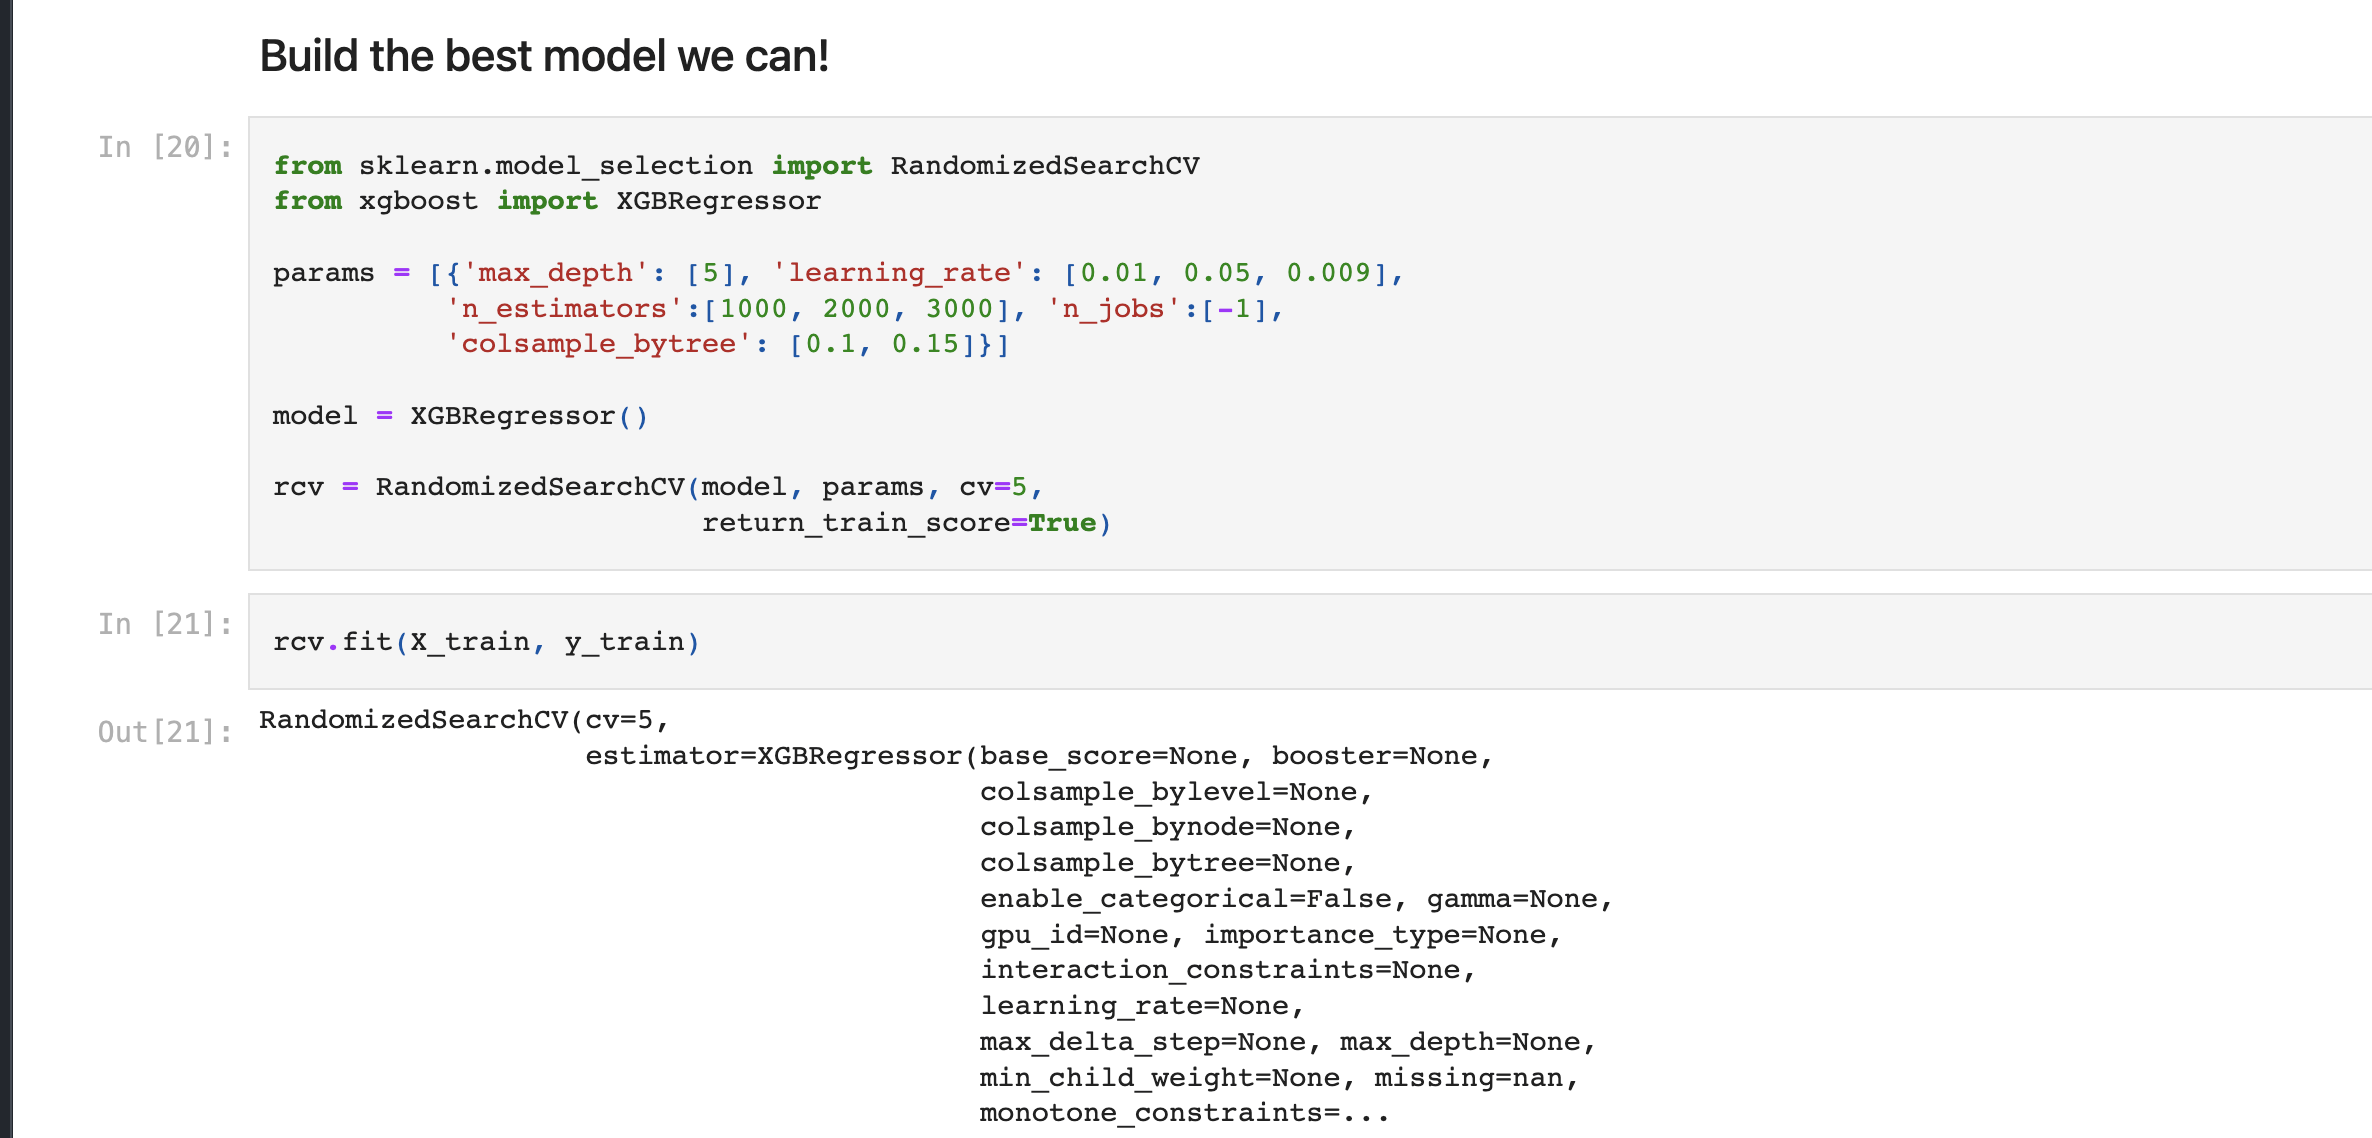 Build the best model we can!
In [20]:
from sklearn.model_selection import RandomizedSearchCV
from xgboost import XGBRegressor
params = [{'max_depth': [5], 'learning_rate': [0.01, 0.05, 0.009],
'n_estimators':[1000, 2000, 3000], 'n_jobs':[-1],
'colsample_bytree': [0.1, 0.15]}]
model = XGBRegressor()
rcv = RandomizedSearchCV(model, params, cv=5,
return_train_score=True)
In [21]:
rcv.fit(X_train, y_train)
Out[21]:
RandomizedSearchCV(cv=5,
estimator=XGBRegressor(base_score=None, booster=None,
colsample_bylevel=None,
colsample_bynode=None,
colsample_bytree=None,
enable_categorical=False, gamma=None,
gpu_id=None, importance_type=None,
interaction_constraints=None,
learning_rate=None,
max_delta_step=None, max_depth=None,
min_child_weight=None, missing=nan,
monotone_constraints=...